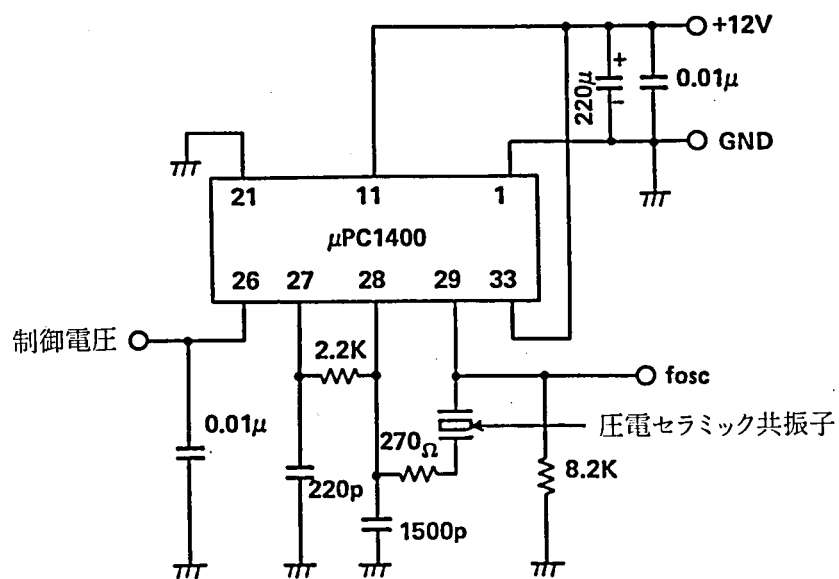 +12V
+
220μ
−
0.01μ
GND
21
11
1
μPC1400
26
27
28
29
33
制御電圧
2.2K
fosc
0.01μ
圧電セラミック共振子
270Ω
8.2K
220p
1500p